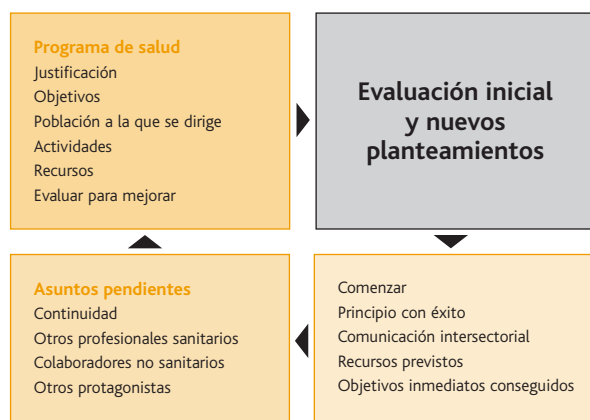 Programa de salud
Justificación
Objetivos
Población a la que se dirige
Actividades
Recursos
Evaluar para mejorar
Evaluación inicial
y nuevos
planteamientos
Asuntos pendientes
Continuidad
Otros profesionales sanitarios
Colaboradores no sanitarios
Otros protagonistas
Comenzar
Principio con éxito
Comunicación intersectorial
Recursos previstos
Objetivos inmediatos conseguidos